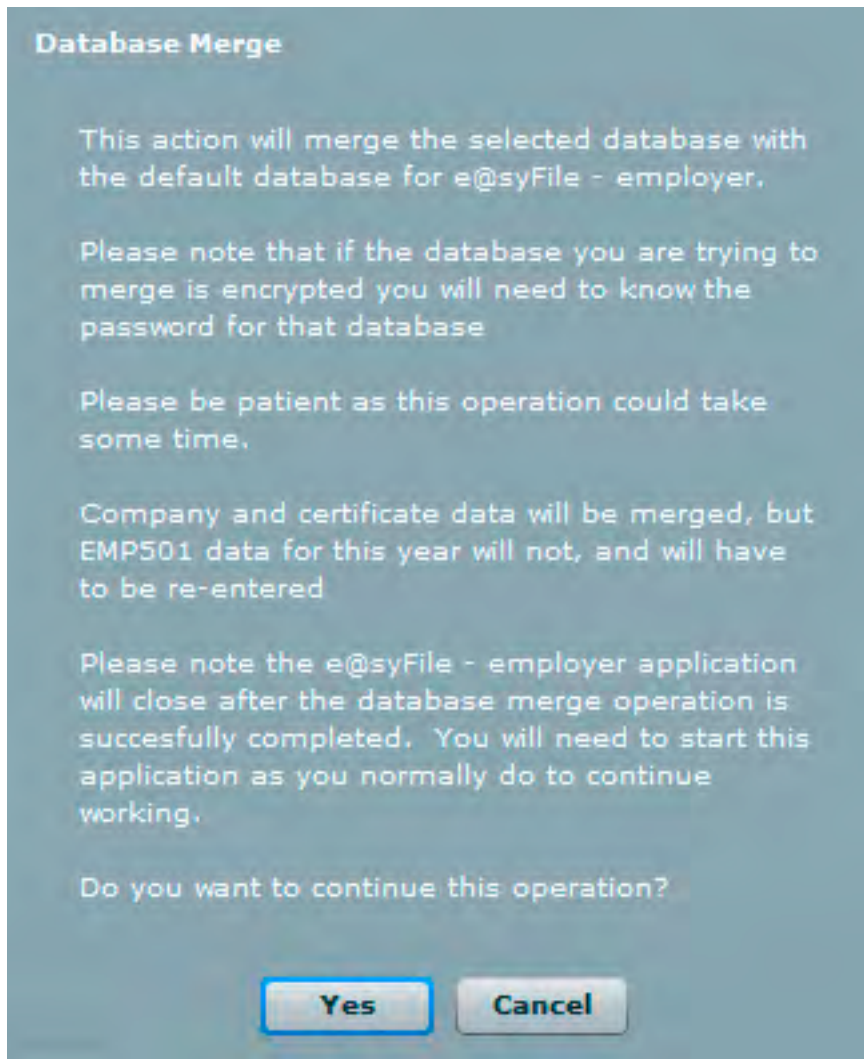 Database Merge
This action will merge the selected database with
the default database for e@syFile - employer.
Please note that if the database you are trying to
merge is encrypted you will need to know the
password for that database
Please be patient as this operation could take
some time.
Company and certificate data will be merged, but
EMP501 data for this year will not, and will have
to be re-entered
Please note the e@syFile - employer application
will close after the database merge operation is
succesfully completed.  You will need to start this
application as you normally do to continue
working.
Do you want to continue this operation?
Yes
Cancel